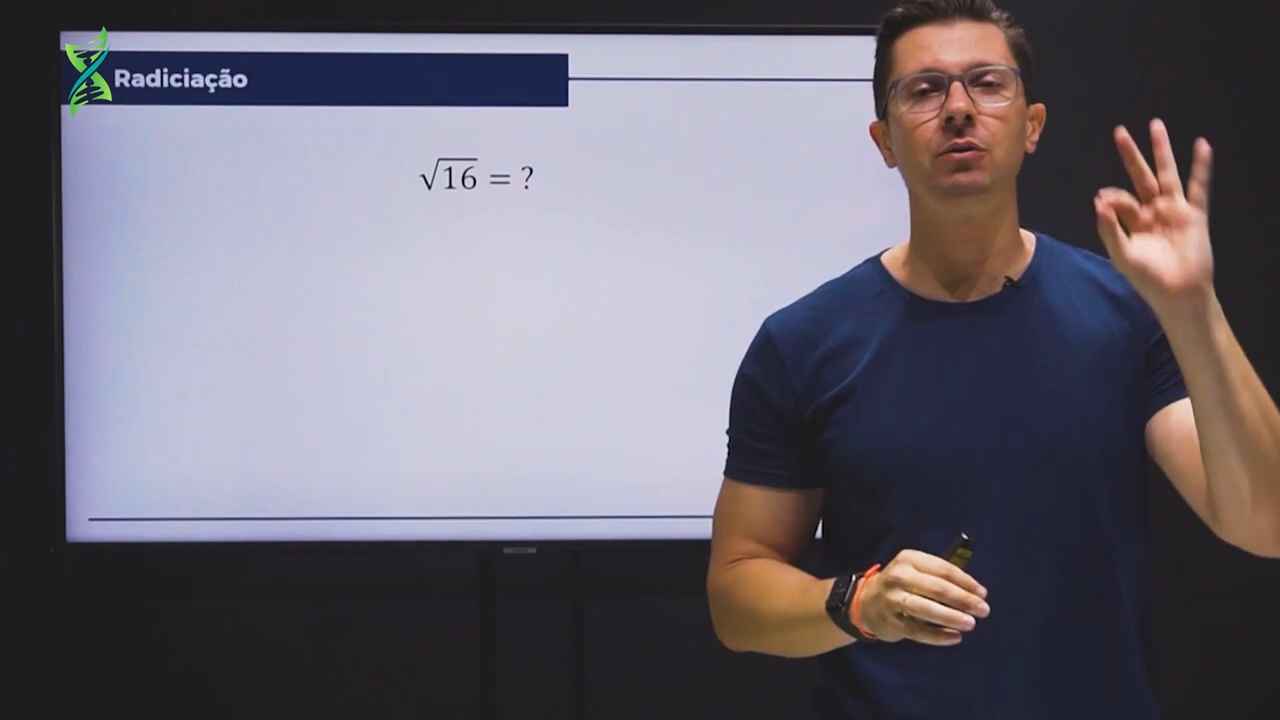 Radiciação
√16 = ?